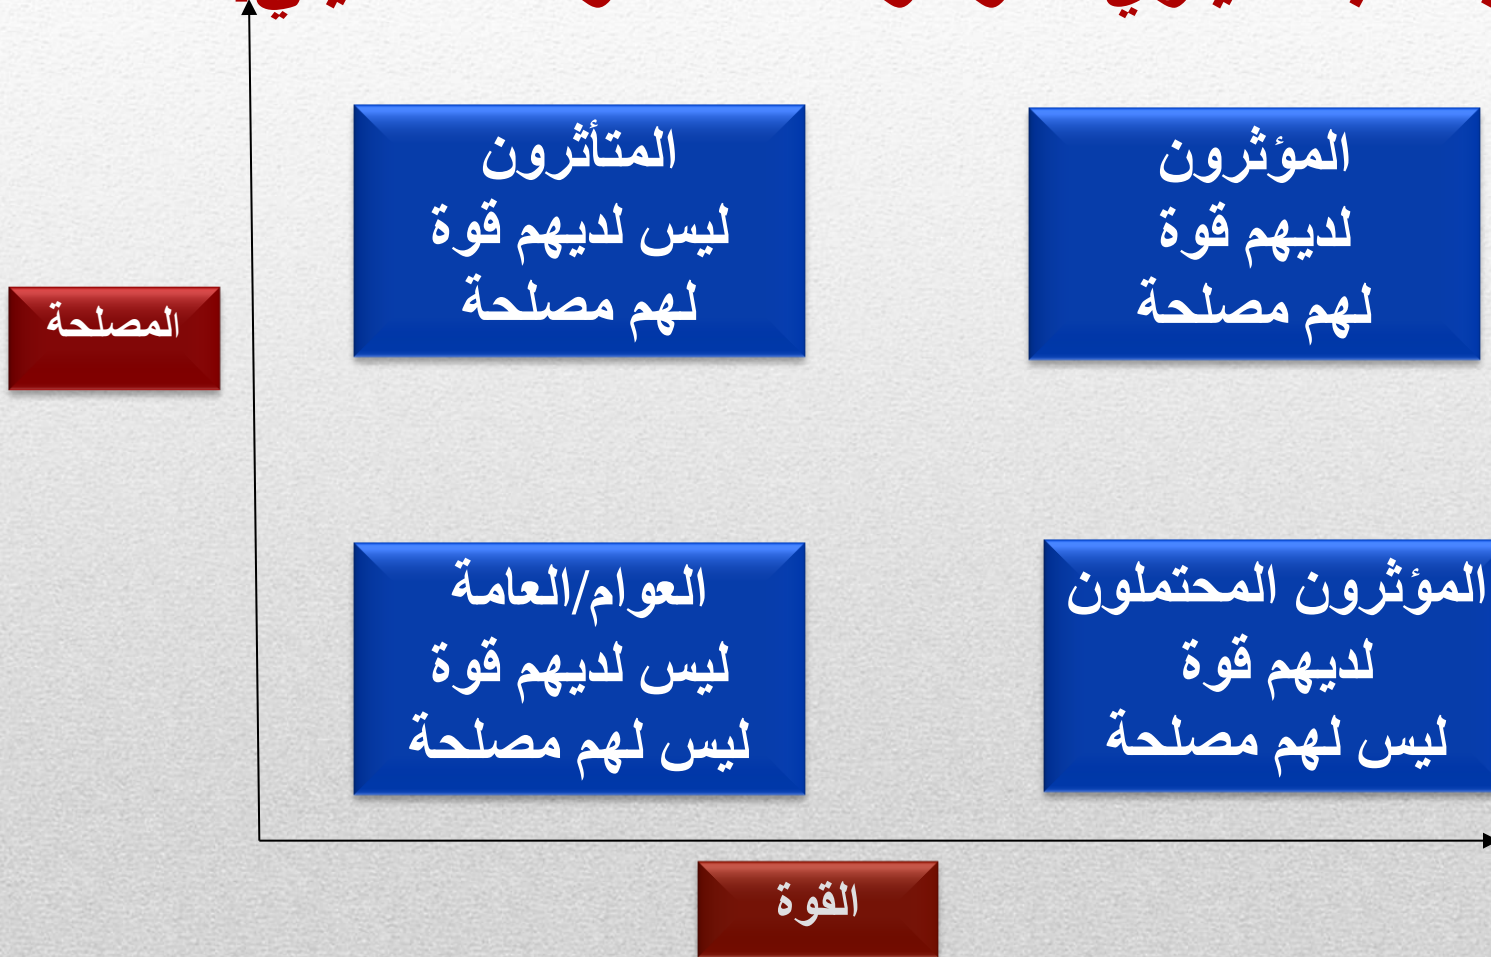 المؤثرون
لديهم قوة
لهم مصلحة
المتأثرون
ليس لديهم قوة
لهم مصلحة
المصلحة
المؤثرون المحتملون
لديهم قوة
ليس لهم مصلحة
العوام/العامة
ليس لديهم قوة
ليس لهم مصلحة
القوة